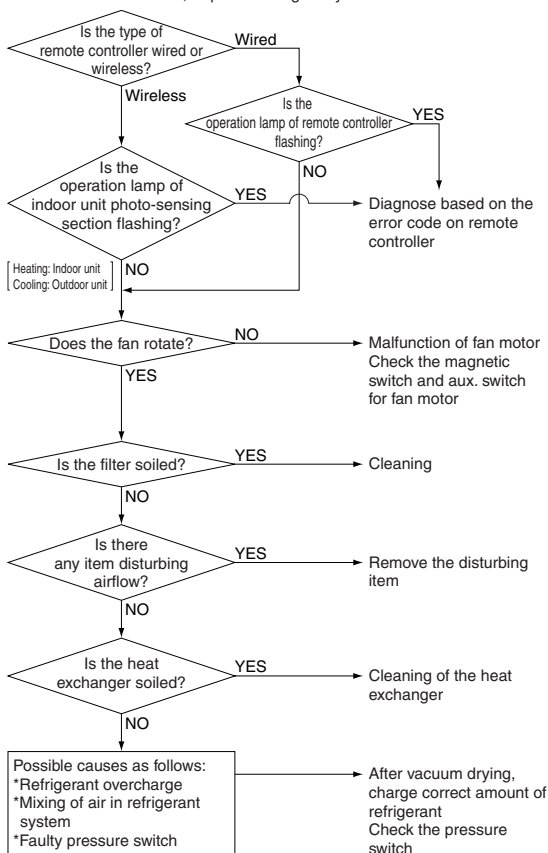 Is the type of
remote controller wired or
wireless?
Wired
Wireless
Is the
operation lamp of remote controller
flashing?
YES
NO
Is the
operation lamp of
indoor unit photo-sensing
section flashing?
YES
Diagnose based on the
error code on remote
controller
Heating: Indoor unit
Cooling: Outdoor unit
NO
Does the fan rotate?
NO
Malfunction of fan motor
Check the magnetic
switch and aux. switch
for fan motor
YES
Is the filter soiled?
YES
Cleaning
NO
Is there
any item disturbing
airflow?
YES
Remove the disturbing
item
NO
Is the heat
exchanger soiled?
YES
Cleaning of the heat
exchanger
NO
Possible causes as follows:
*Refrigerant overcharge
*Mixing of air in refrigerant
system
*Faulty pressure switch
After vacuum drying,
charge correct amount of
refrigerant
Check the pressure
switch